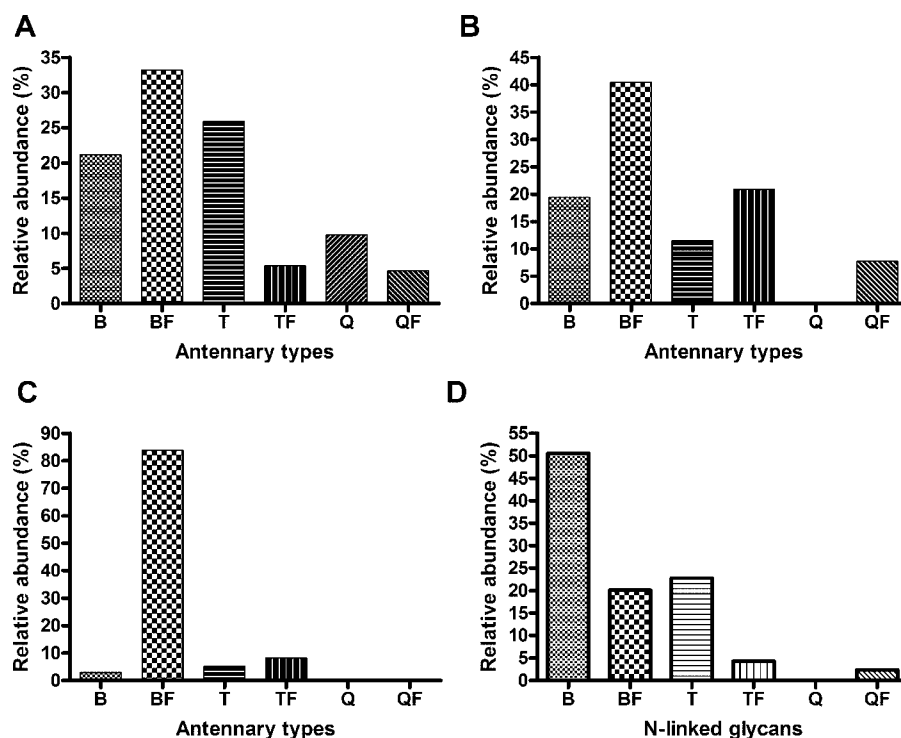 A
Relative abundance (%)
35
30
25
20
15
10
5
0
B BF T TF Q QF
Antennary types
B
Relative abundance (%)
45
40
35
30
25
20
15
10
5
0
B BF T TF Q QF
Antennary types
C
Relative abundance (%)
90
80
70
60
50
40
30
20
10
0
B BF T TF Q QF
Antennary types
D
Relative abundance (%)
55
50
45
40
35
30
25
20
15
10
5
0
B BF T TF Q QF
N-linked glycans